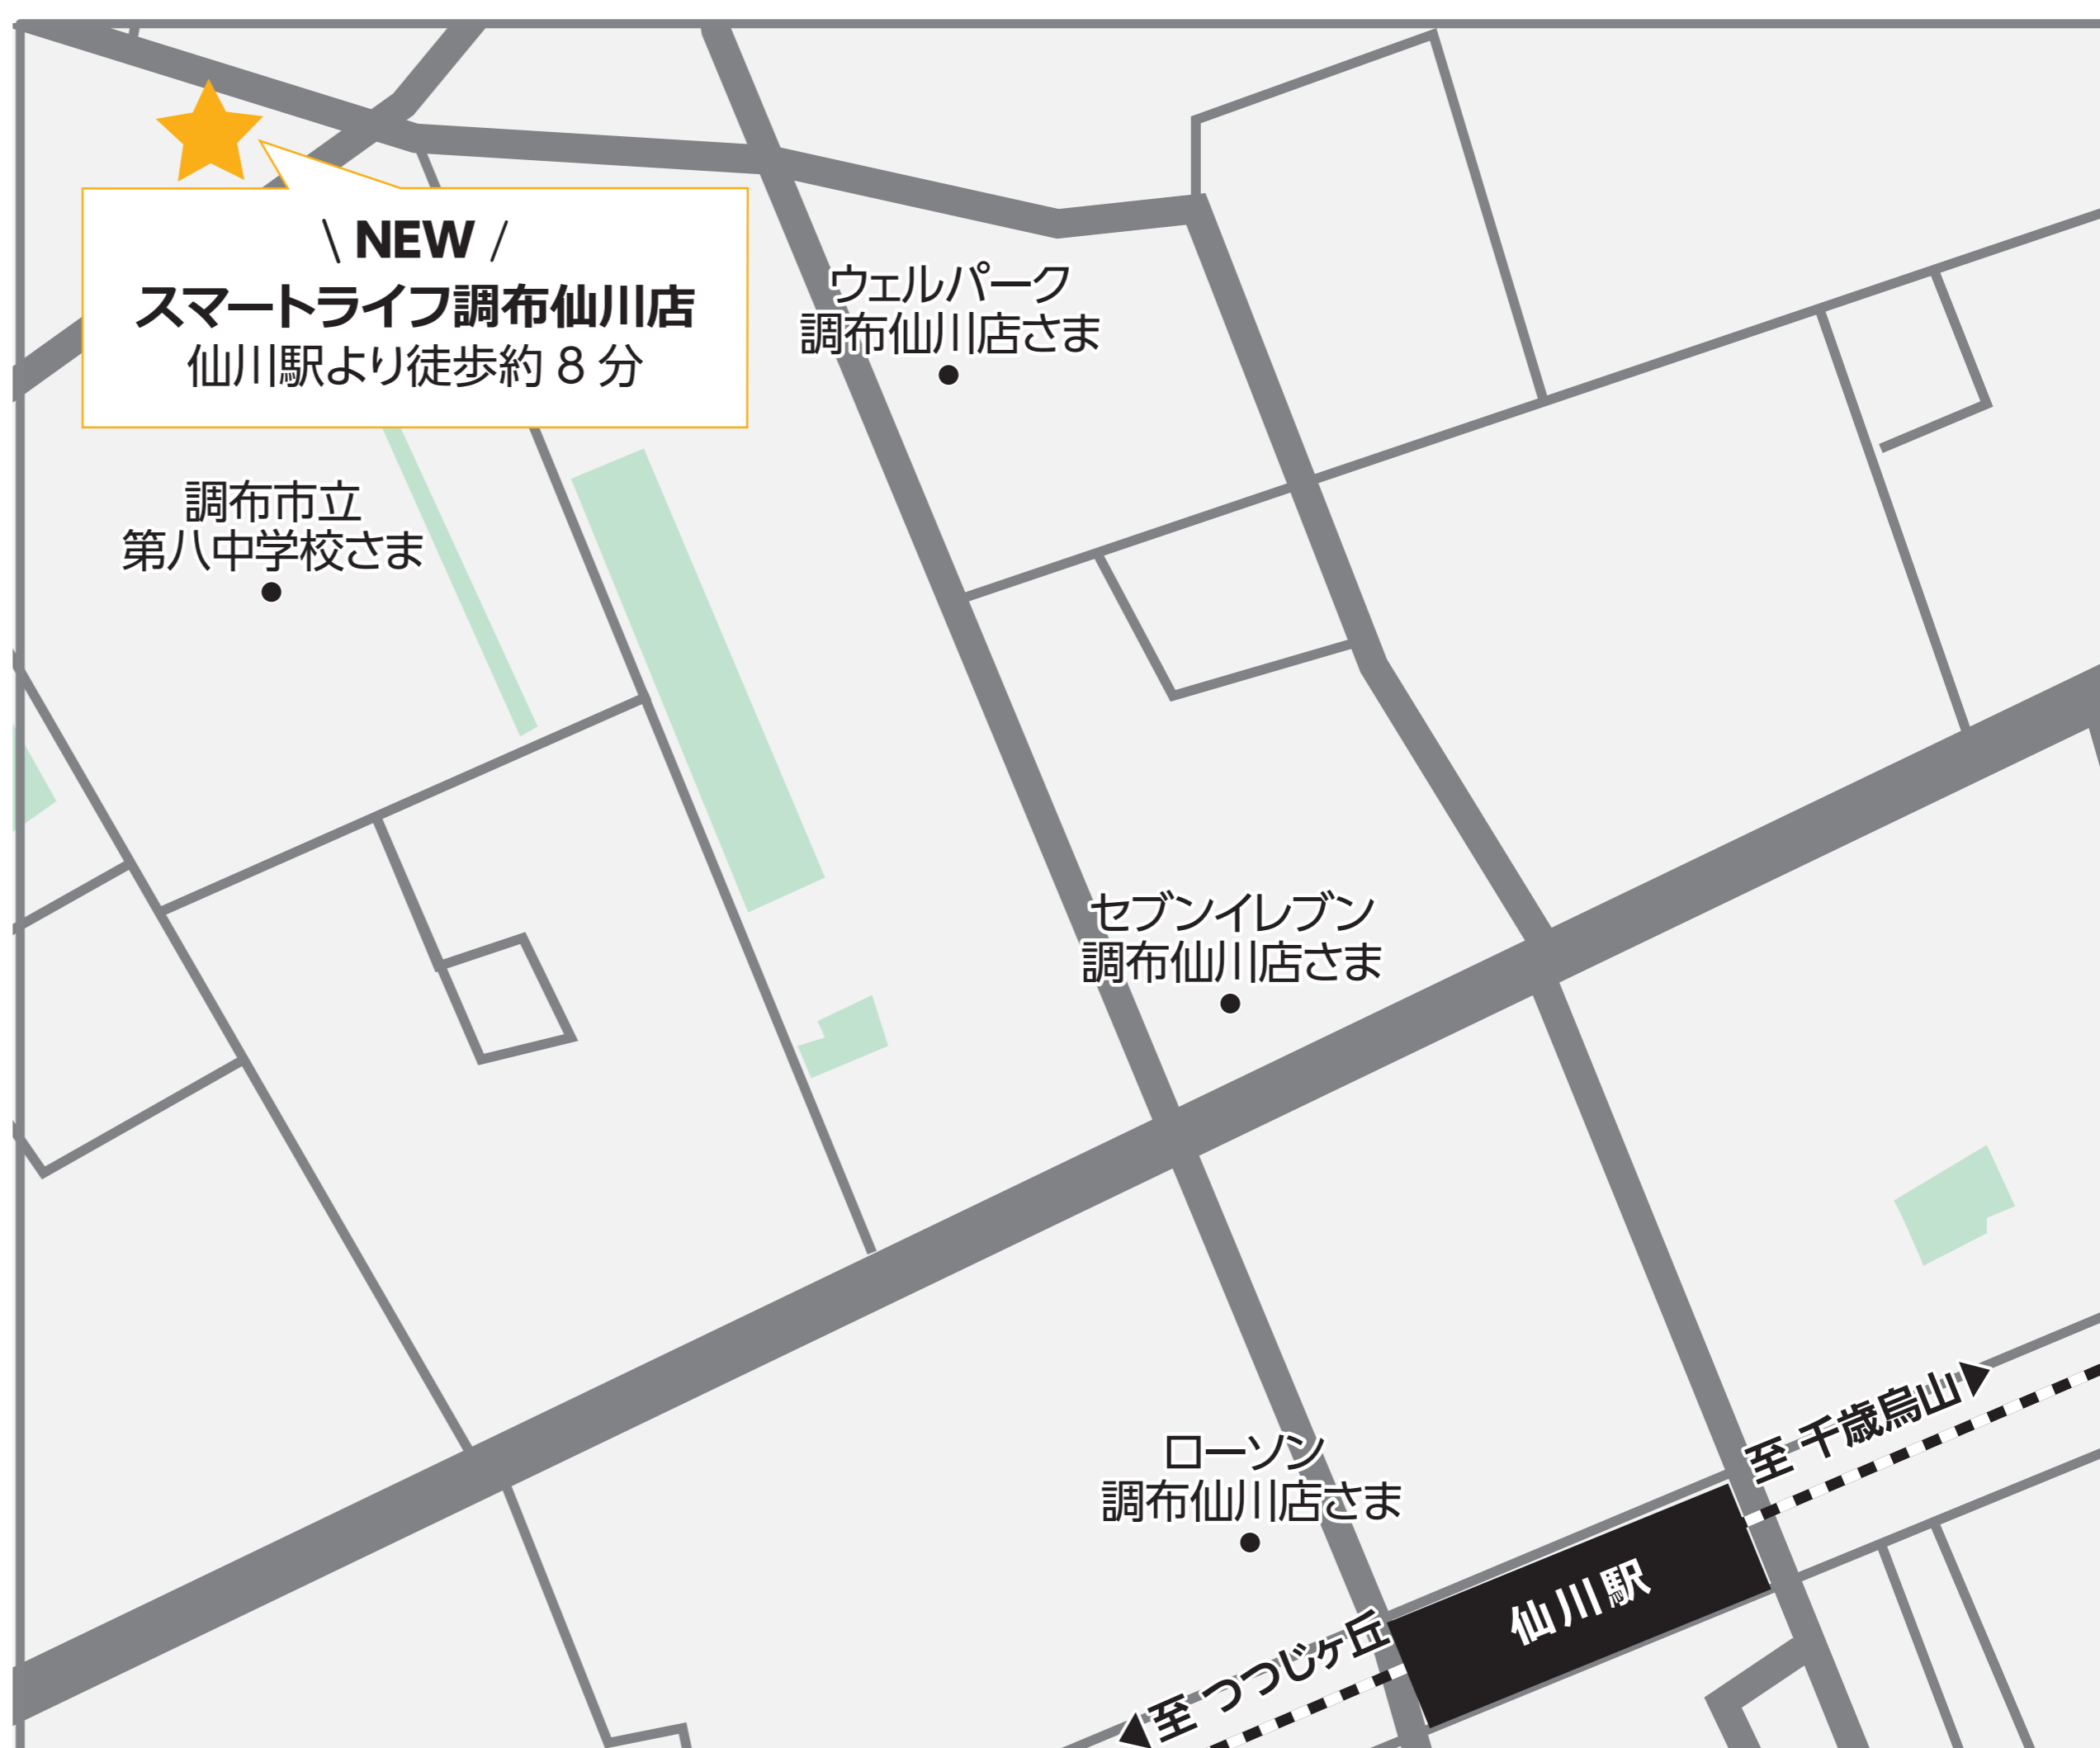 \ NEW /
スマートライフ調布仙川店
仙川駅より徒歩約 8 分
ウェルパーク
調布仙川店さま
調布市立
第八中学校さま
セブンイレブン
調布仙川店さま
ローソン
調布仙川店さま
至 千歳烏山▶
仙川駅
◀至 つつじヶ丘